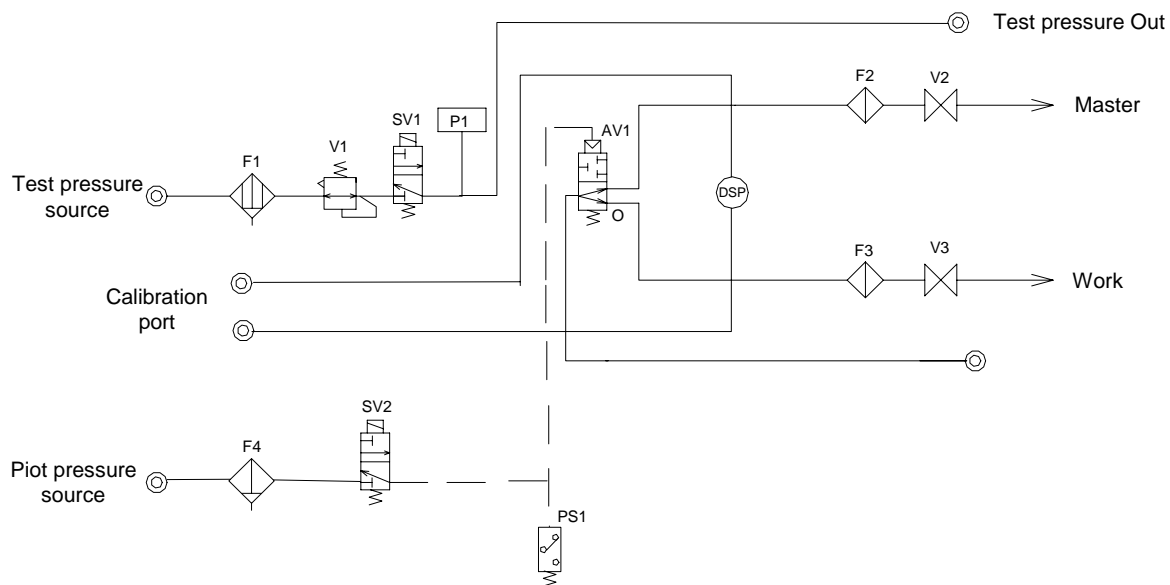 Test pressure Out
F2
V2
Master
SV1
P1
AV1
V1
F1
Test pressure
source
DSP
O
F3
V3
Work
Calibration
port
SV2
F4
Piot pressure
source
PS1